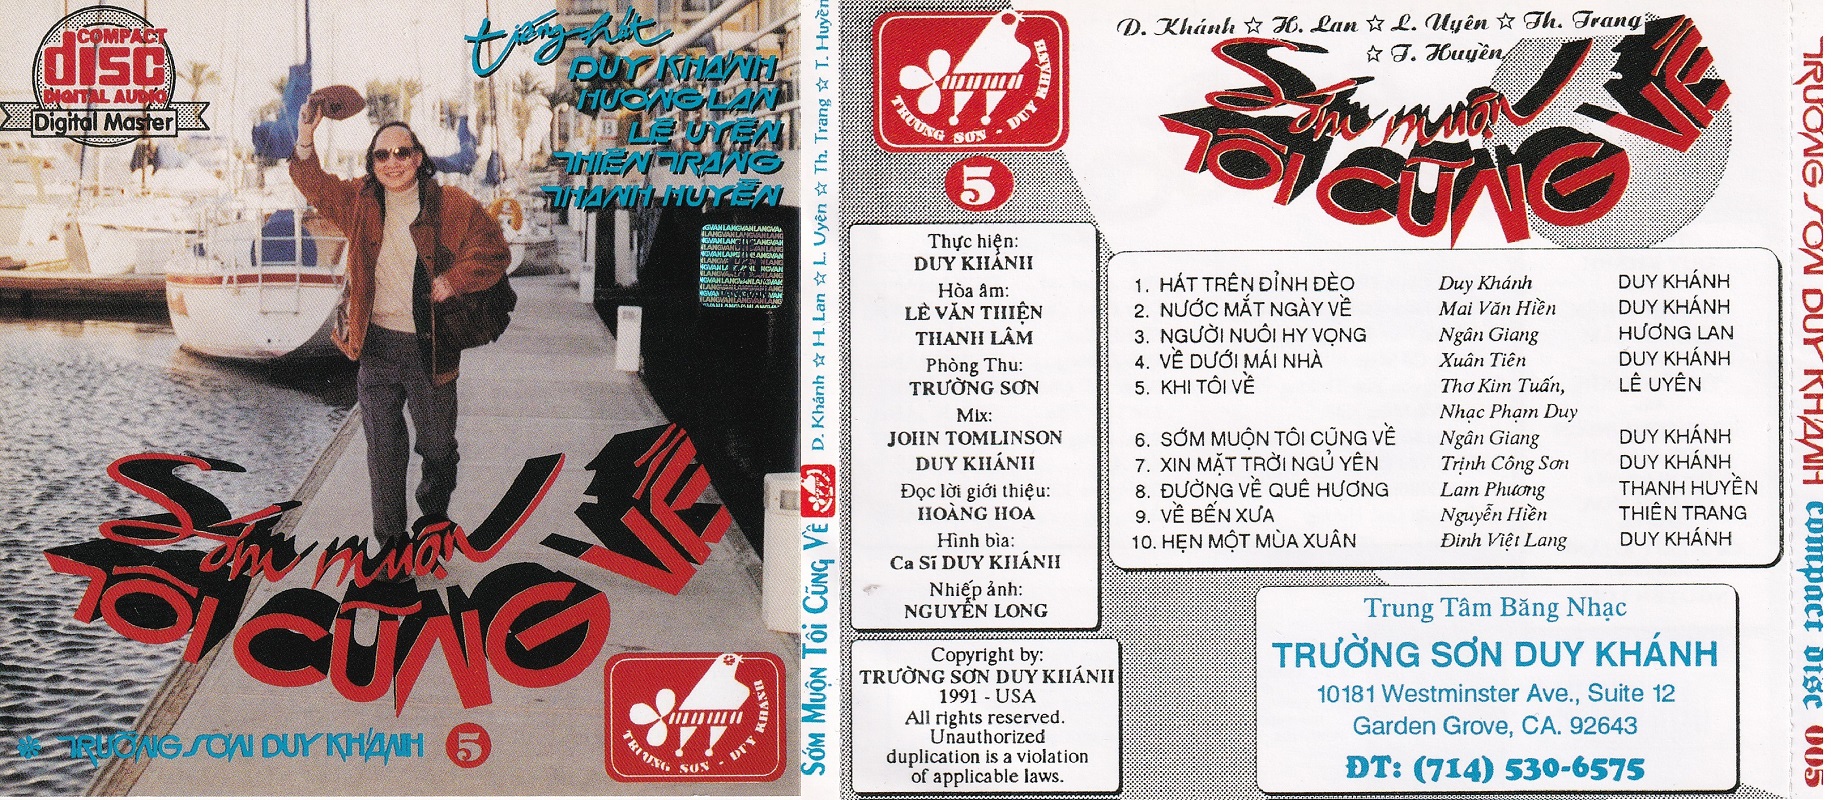 COMPACT
disc
DIGITAL AUDIO
Digital Master
tiếng hát
DUY KHÁNH
HƯƠNG LAN
LÊ UYÊN
THIÊN TRANG
THANH HUYỀN
Sớm muộn
TÔI CŨNG VỀ
TRƯỜNG SƠN DUY KHÁNH 5
TRƯỜNG SƠN - DUY KHÁNH
SỚM MUỘN TÔI CŨNG VỀ D. Khánh ☆ H. Lan ☆ L. Uyên ☆ Th. Trang ☆ T. Huyền
TRƯỜNG SƠN - DUY KHÁNH
5
Thực hiện:
DUY KHÁNH
Hòa âm:
LÊ VĂN THIỆN
THANH LÂM
Phòng Thu:
TRƯỜNG SƠN
Mix:
JOHN TOMLINSON
DUY KHÁNH
Đọc lời giới thiệu:
HOÀNG HOA
Hình bìa:
Ca Sĩ DUY KHÁNH
Nhiếp ảnh:
NGUYỄN LONG
Copyright by:
TRƯỜNG SƠN DUY KHÁNH
1991 - USA
All rights reserved.
Unauthorized
duplication is a violation
of applicable laws.
D. Khánh ☆ H. Lan ☆ L. Uyên ☆ Th. Trang
☆ T. Huyền
Sớm muộn
TÔI CŨNG VỀ
1. HÁT TRÊN ĐỈNH ĐÈO Duy Khánh DUY KHÁNH
2. NƯỚC MẮT NGÀY VỀ Mai Văn Hiền DUY KHÁNH
3. NGƯỜI NUÔI HY VỌNG Ngân Giang HƯƠNG LAN
4. VỀ DƯỚI MÁI NHÀ Xuân Tiên DUY KHÁNH
5. KHI TÔI VỀ Thơ Kim Tuấn, LÊ UYÊN
Nhạc Phạm Duy
6. SỚM MUỘN TÔI CŨNG VỀ Ngân Giang DUY KHÁNH
7. XIN MẶT TRỜI NGỦ YÊN Trịnh Công Sơn DUY KHÁNH
8. ĐƯỜNG VỀ QUÊ HƯƠNG Lam Phương THANH HUYỀN
9. VỀ BẾN XƯA Nguyễn Hiền THIÊN TRANG
10. HẸN MỘT MÙA XUÂN Đinh Việt Lang DUY KHÁNH
Trung Tâm Băng Nhạc
TRƯỜNG SƠN DUY KHÁNH
10181 Westminster Ave., Suite 12
Garden Grove, CA. 92643
ĐT: (714) 530-6575
TRƯỜNG SƠN DUY KHÁNH compact disc 005